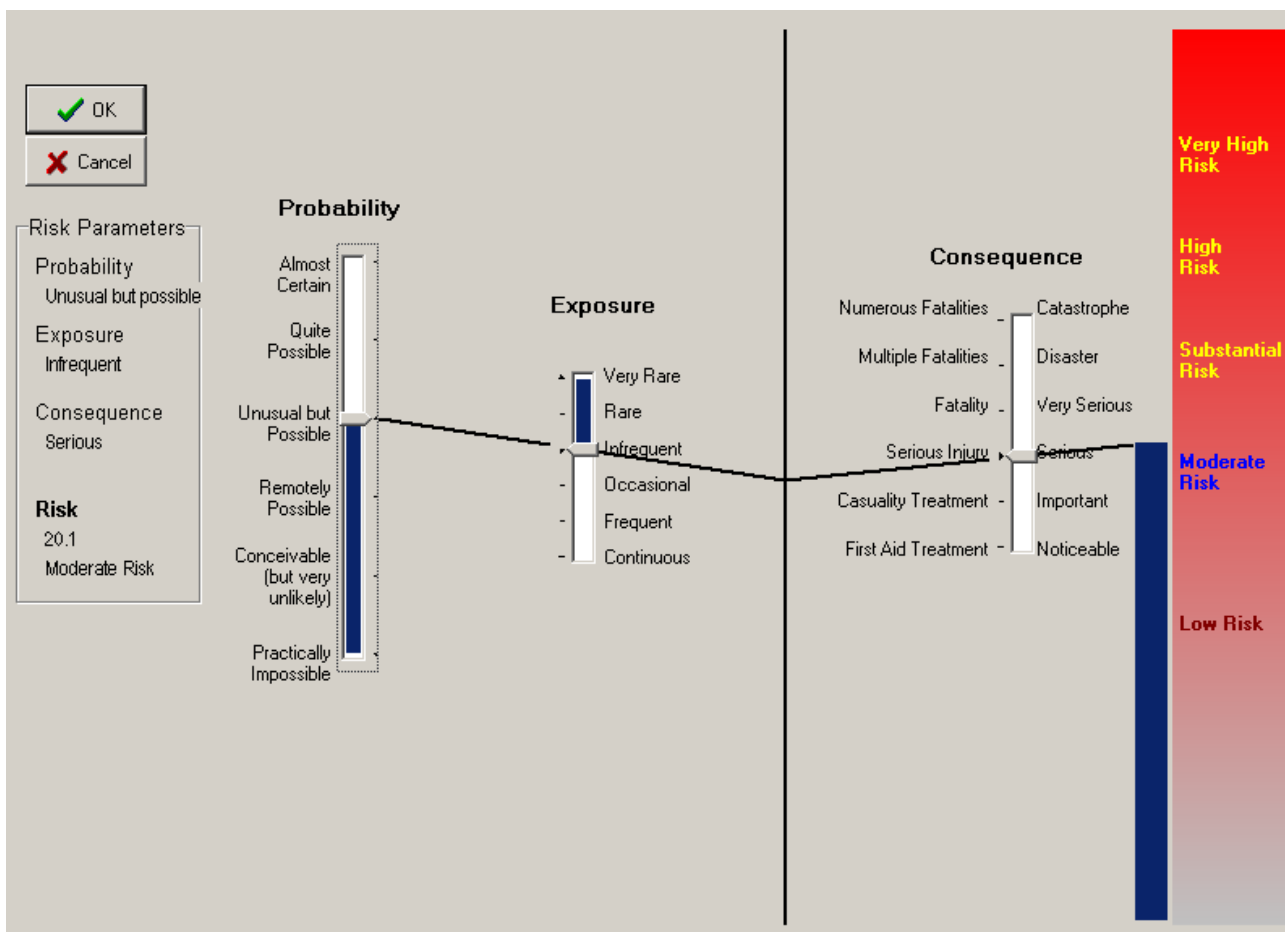 OK
Cancel
Risk Parameters
Probability
Unusual but possible
Exposure
Infrequent
Consequence
Serious
Risk
20.1
Moderate Risk
Probability
Almost
Certain
Quite
Possible
Unusual but
Possible
Remotely
Possible
Conceivable
(but very
unlikely)
Practically
Impossible
Exposure
Very Rare
Rare
Infrequent
Occasional
Frequent
Continuous
Consequence
Numerous Fatalities
Catastrophe
Multiple Fatalities
Disaster
Fatality
Very Serious
Serious Injury
Serious
Casuality Treatment
Important
First Aid Treatment
Noticeable
Very High
Risk
High
Risk
Substantial
Risk
Moderate
Risk
Low Risk